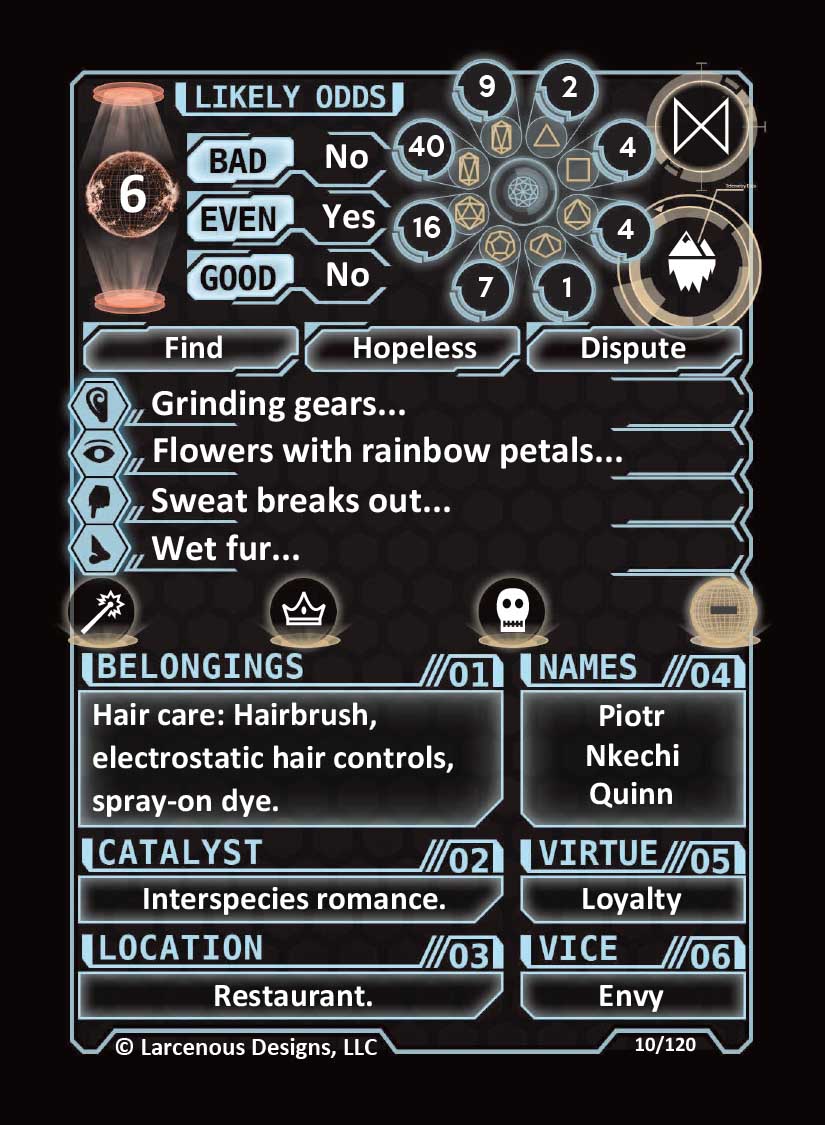 LIKELY ODDS
6
BAD No
EVEN Yes
GOOD No
9
2
40
4
16
4
7
1
Find
Hopeless
Dispute
Grinding gears...
Flowers with rainbow petals...
Sweat breaks out...
Wet fur...
BELONGINGS ///01
Hair care: Hairbrush,
electrostatic hair controls,
spray-on dye.
NAMES ///04
Piotr
Nkechi
Quinn
CATALYST ///02
Interspecies romance.
VIRTUE ///05
Loyalty
LOCATION ///03
Restaurant.
VICE ///06
Envy
© Larcenous Designs, LLC
10/120